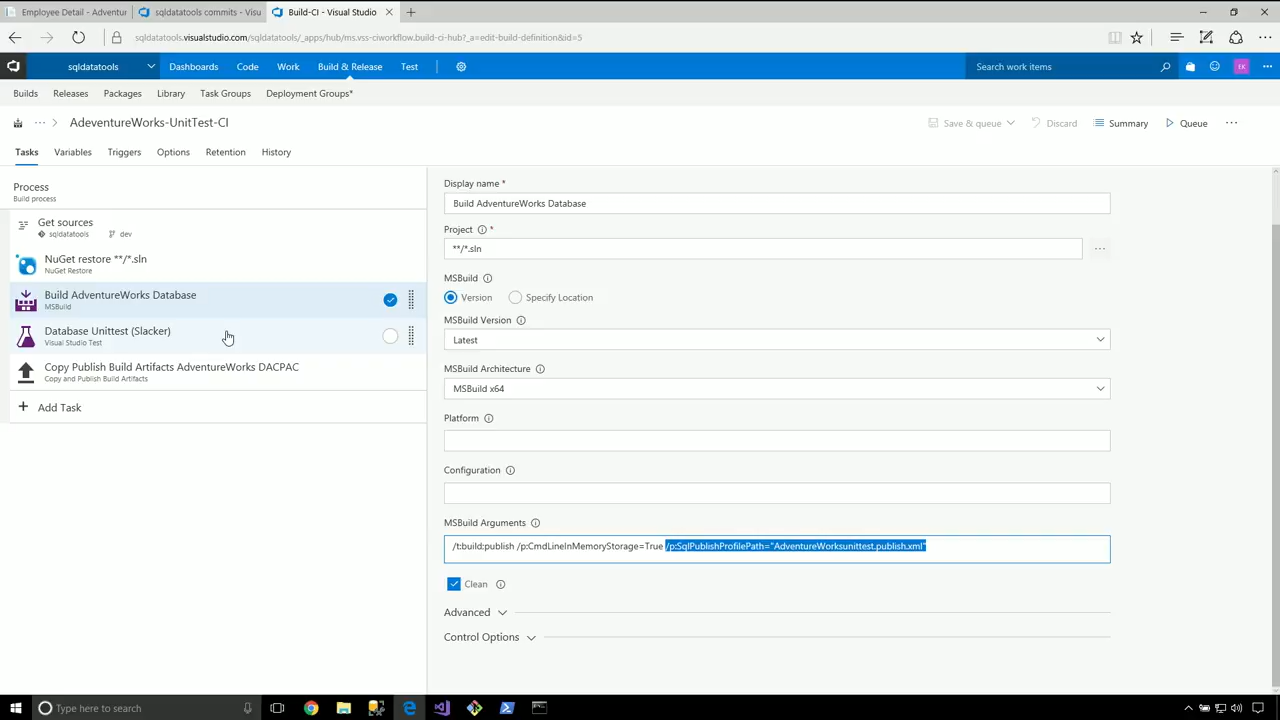 Employee Detail - Adventur
sqldatatools commits - Visu
Build-CI - Visual Studio
sqldatatools.visualstudio.com/sqldatatools/_apps/hub/ms.vss-ciworkflow.build-ci-hub?_a=edit-build-definition&id=5
sqldatatools
Dashboards
Code
Work
Build & Release
Test
Search work items
EK
Builds
Releases
Packages
Library
Task Groups
Deployment Groups*
AdeventureWorks-UnitTest-CI
Save & queue
Discard
Summary
Queue
Tasks
Variables
Triggers
Options
Retention
History
Process
Build process
Get sources
sqldatatools dev
NuGet restore **/*.sln
NuGet Restore
Build AdventureWorks Database
MSBuild
Database Unittest (Slacker)
Visual Studio Test
Copy Publish Build Artifacts AdventureWorks DACPAC
Copy and Publish Build Artifacts
Add Task
Display name *
Build AdventureWorks Database
Project *
**/*.sln
MSBuild
Version
Specify Location
MSBuild Version
Latest
MSBuild Architecture
MSBuild x64
Platform
Configuration
MSBuild Arguments
/t:build;publish /p:CmdLineInMemoryStorage=True /p:SqlPublishProfilePath="AdventureWorksunittest.publish.xml"
Clean
Advanced
Control Options
Type here to search